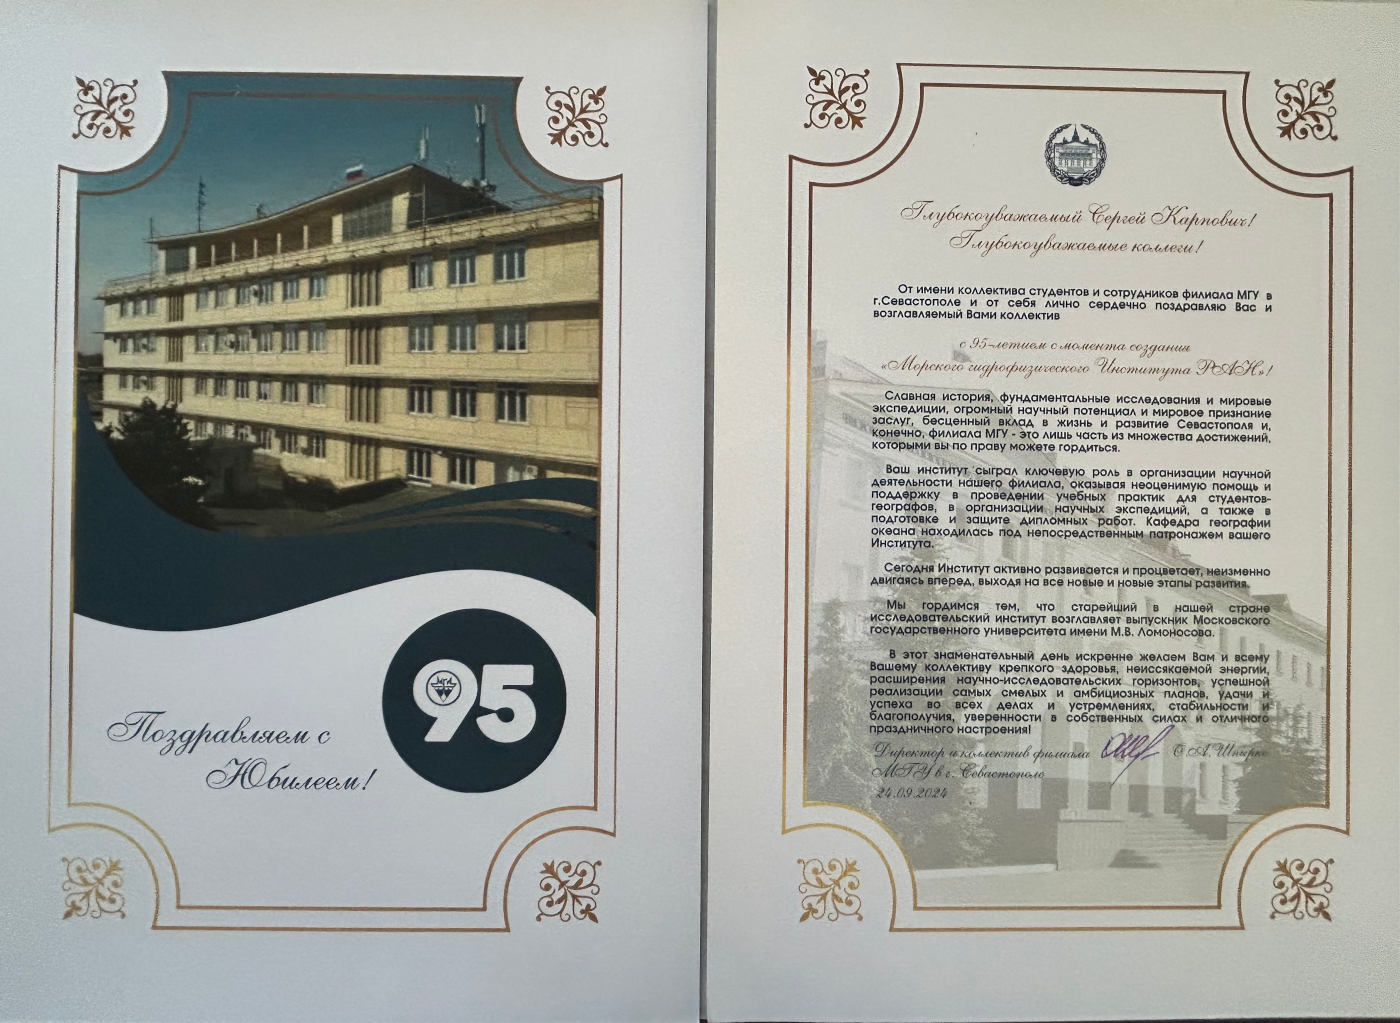 95
Поздравляем с
Юбилеем!
Глубокоуважаемый Сергей Карпович!
Глубокоуважаемые коллеги!
От имени коллектива студентов и сотрудников филиала МГУ в
г.Севастополе и от себя лично сердечно поздравляю Вас и
возглавляемый Вами коллектив
с 95-летием с момента создания
«Морского гидрофизического Института РАН»!
Славная история, фундаментальные исследования и мировые
экспедиции, огромный научный потенциал и мировое признание
заслуг, бесценный вклад в жизнь и развитие Севастополя и,
конечно, филиала МГУ - это лишь часть из множества достижений,
которыми вы по праву можете гордиться.
Ваш институт сыграл ключевую роль в организации научной
деятельности нашего филиала, оказывая неоценимую помощь и
поддержку в проведении учебных практик для студентов-
географов, в организации научных экспедиций, а также в
подготовке и защите дипломных работ. Кафедра географии
океана находилась под непосредственным патронажем вашего
Института.
Сегодня Институт активно развивается и процветает, неизменно
двигаясь вперед, выходя на все новые и новые этапы развития.
Мы гордимся тем, что старейший в нашей стране
исследовательский институт возглавляет выпускник Московского
государственного университета имени М.В. Ломоносова.
В этот знаменательный день искренне желаем Вам и всему
Вашему коллективу крепкого здоровья, неиссякаемой энергии,
расширения научно-исследовательских горизонтов, успешной
реализации самых смелых и амбициозных планов, удачи и
успеха во всех делах и устремлениях, стабильности и
благополучия, уверенности в собственных силах и отличного
праздничного настроения!
Директор и коллектив филиала О.А.Шпырко
МГУ в г. Севастополе
24.09.2024